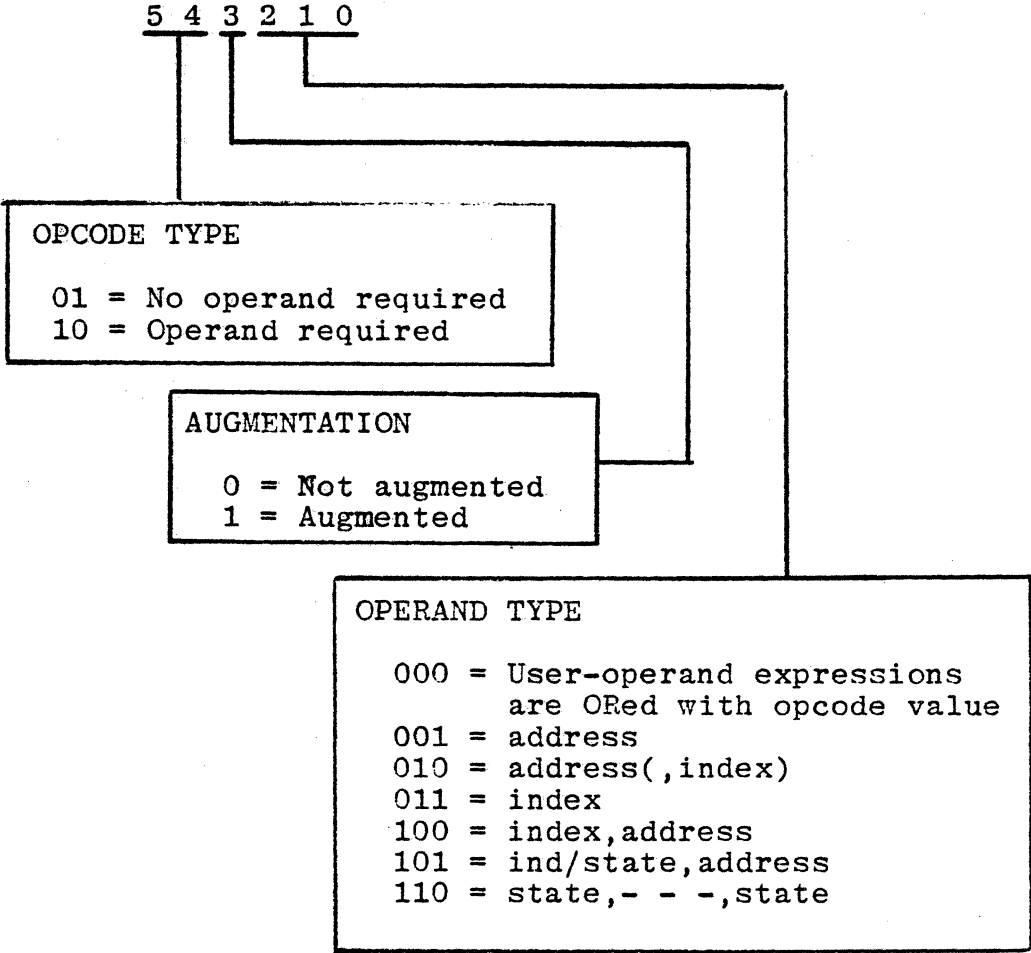 5 4 3 2 1 0
OPCODE TYPE
01 = No operand required
10 = Operand required
AUGMENTATION
0 = Not augmented
1 = Augmented
OPERAND TYPE
000 = User-operand expressions
are ORed with opcode value
001 = address
010 = address(,index)
011 = index
100 = index,address
101 = ind/state,address
110 = state,- - -,state